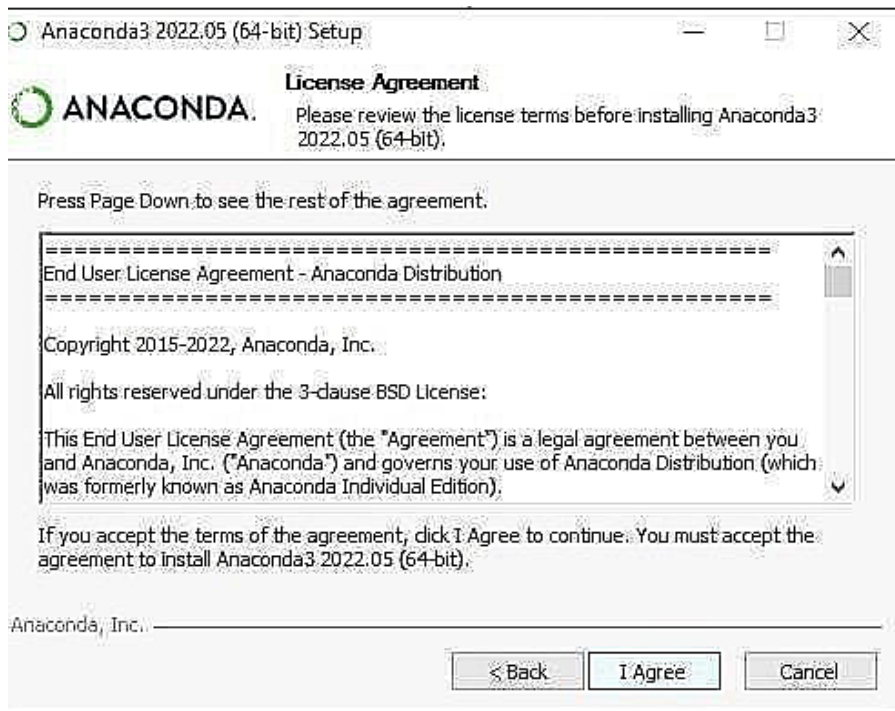 Anaconda3 2022.05 (64-bit) Setup
ANACONDA.
License Agreement
Please review the license terms before installing Anaconda3
2022.05 (64-bit).
Press Page Down to see the rest of the agreement.
==================================================
End User License Agreement - Anaconda Distribution
==================================================
Copyright 2015-2022, Anaconda, Inc.
All rights reserved under the 3-clause BSD License:
This End User License Agreement (the "Agreement") is a legal agreement between you
and Anaconda, Inc. ("Anaconda") and governs your use of Anaconda Distribution (which
was formerly known as Anaconda Individual Edition).
If you accept the terms of the agreement, click I Agree to continue. You must accept the
agreement to install Anaconda3 2022.05 (64-bit).
Anaconda, Inc.
< Back I Agree Cancel